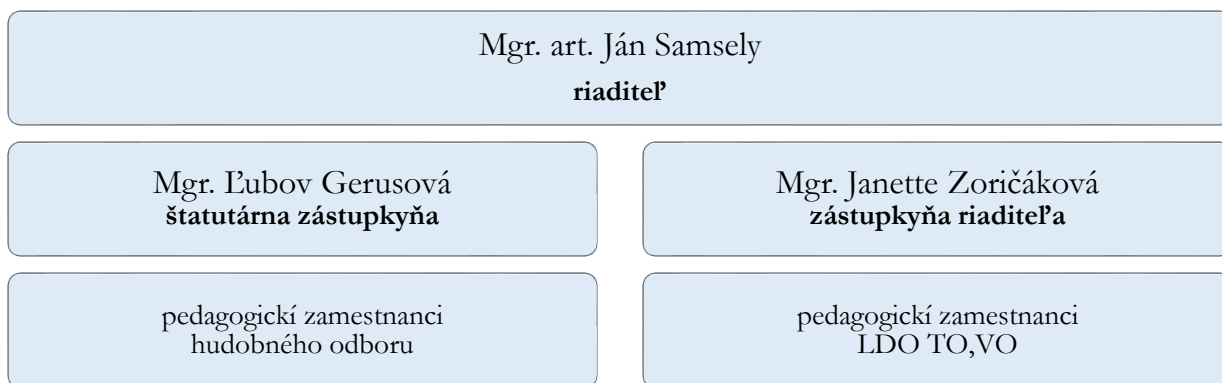 Mgr. art. Ján Samsely
riaditeľ
Mgr. Ľubov Gerusová
štatutárna zástupkyňa
Mgr. Janette Zoričáková
zástupkyňa riaditeľa
pedagogickí zamestnanci
hudobného odboru
pedagogickí zamestnanci
LDO TO,VO